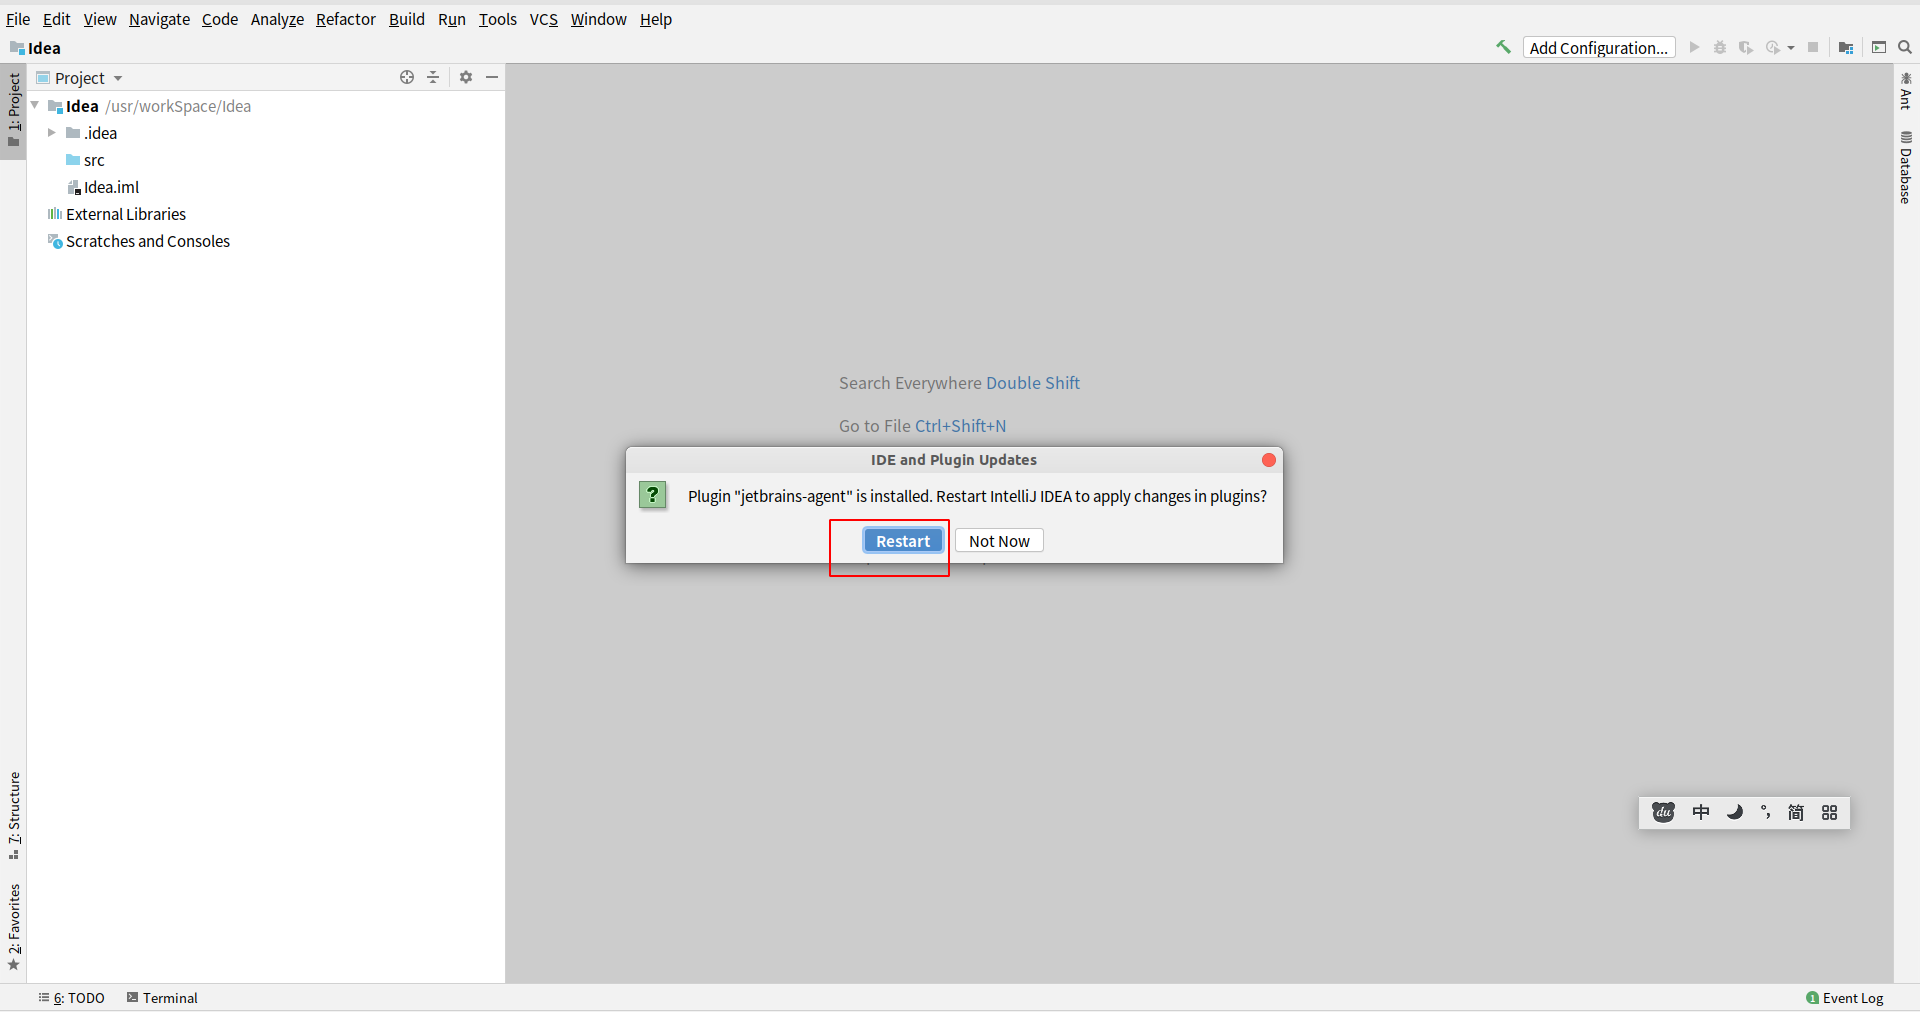 File Edit View Navigate Code Analyze Refactor Build Run Tools VCS Window Help
Idea
Add Configuration...
1: Project
Project
Idea /usr/workSpace/Idea
.idea
src
Idea.iml
External Libraries
Scratches and Consoles
Ant
Database
Search Everywhere Double Shift
Go to File Ctrl+Shift+N
IDE and Plugin Updates
Plugin "jetbrains-agent" is installed. Restart IntelliJ IDEA to apply changes in plugins?
Restart Not Now
du 中 °, 简
7: Structure
2: Favorites
6: TODO Terminal
1 Event Log